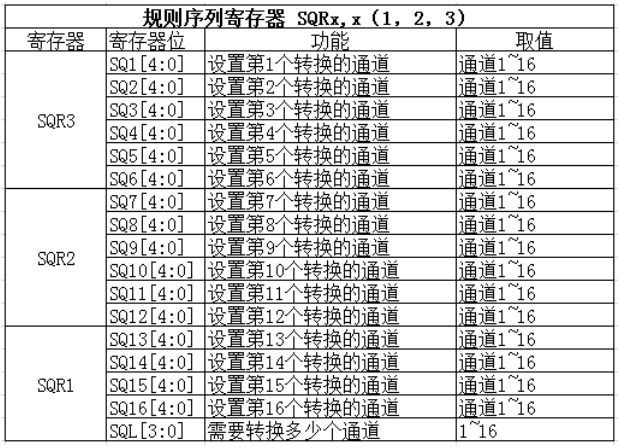 规则序列寄存器 SQRx,x（1, 2, 3）
寄存器 寄存器位 功能 取值
SQR3
SQ1[4:0] 设置第1个转换的通道 通道1~16
SQ2[4:0] 设置第2个转换的通道 通道1~16
SQ3[4:0] 设置第3个转换的通道 通道1~16
SQ4[4:0] 设置第4个转换的通道 通道1~16
SQ5[4:0] 设置第5个转换的通道 通道1~16
SQ6[4:0] 设置第6个转换的通道 通道1~16
SQR2
SQ7[4:0] 设置第7个转换的通道 通道1~16
SQ8[4:0] 设置第8个转换的通道 通道1~16
SQ9[4:0] 设置第9个转换的通道 通道1~16
SQ10[4:0] 设置第10个转换的通道 通道1~16
SQ11[4:0] 设置第11个转换的通道 通道1~16
SQ12[4:0] 设置第12个转换的通道 通道1~16
SQR1
SQ13[4:0] 设置第13个转换的通道 通道1~16
SQ14[4:0] 设置第14个转换的通道 通道1~16
SQ15[4:0] 设置第15个转换的通道 通道1~16
SQ16[4:0] 设置第16个转换的通道 通道1~16
SQL[3:0] 需要转换多少个通道 1~16